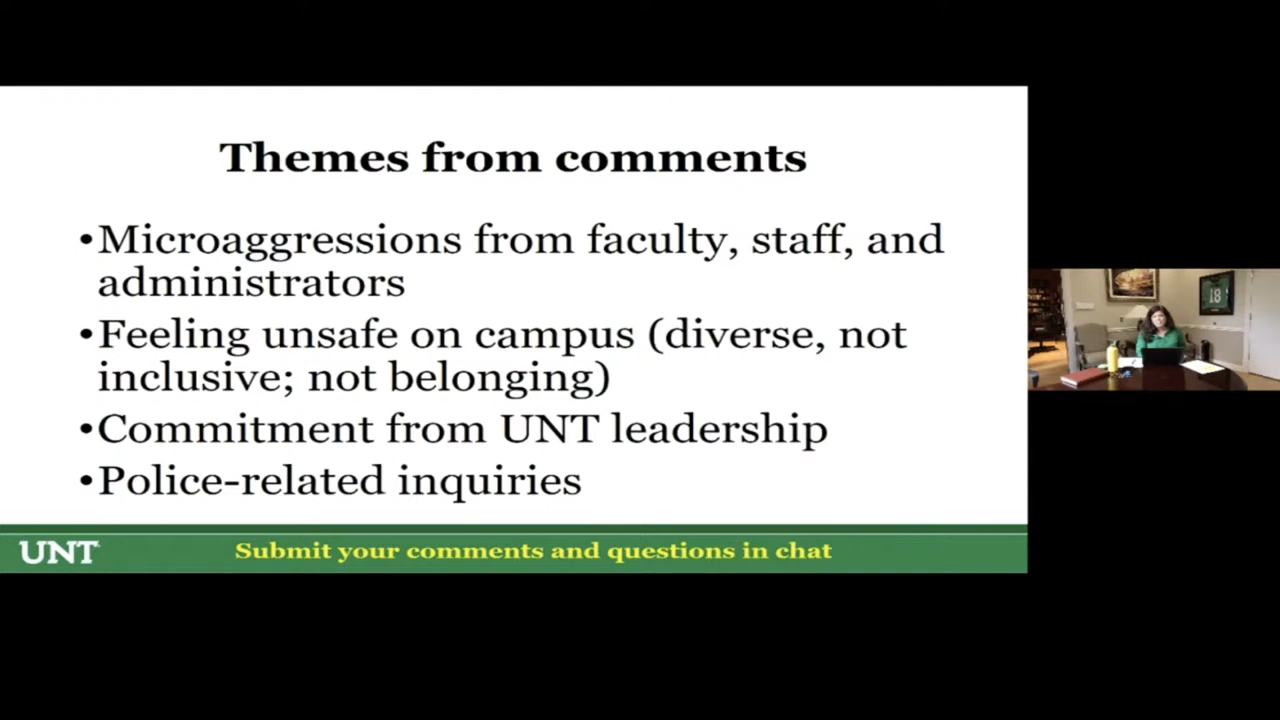 Themes from comments
•Microaggressions from faculty, staff, and
administrators
•Feeling unsafe on campus (diverse, not
inclusive; not belonging)
•Commitment from UNT leadership
•Police-related inquiries
UNT
Submit your comments and questions in chat
18